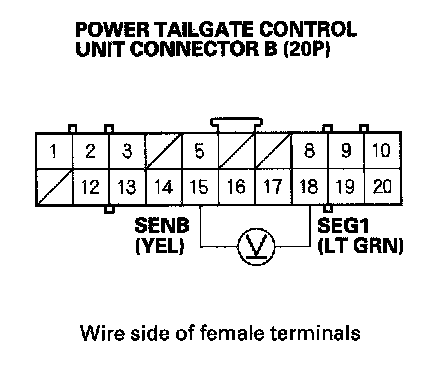 POWER TAILGATE CONTROL
UNIT CONNECTOR B (20P)
1 2 3 5 8 9 10
12 13 14 15 16 17 18 19 20
SENB
(YEL)
V
SEG1
(LT GRN)
Wire side of female terminals